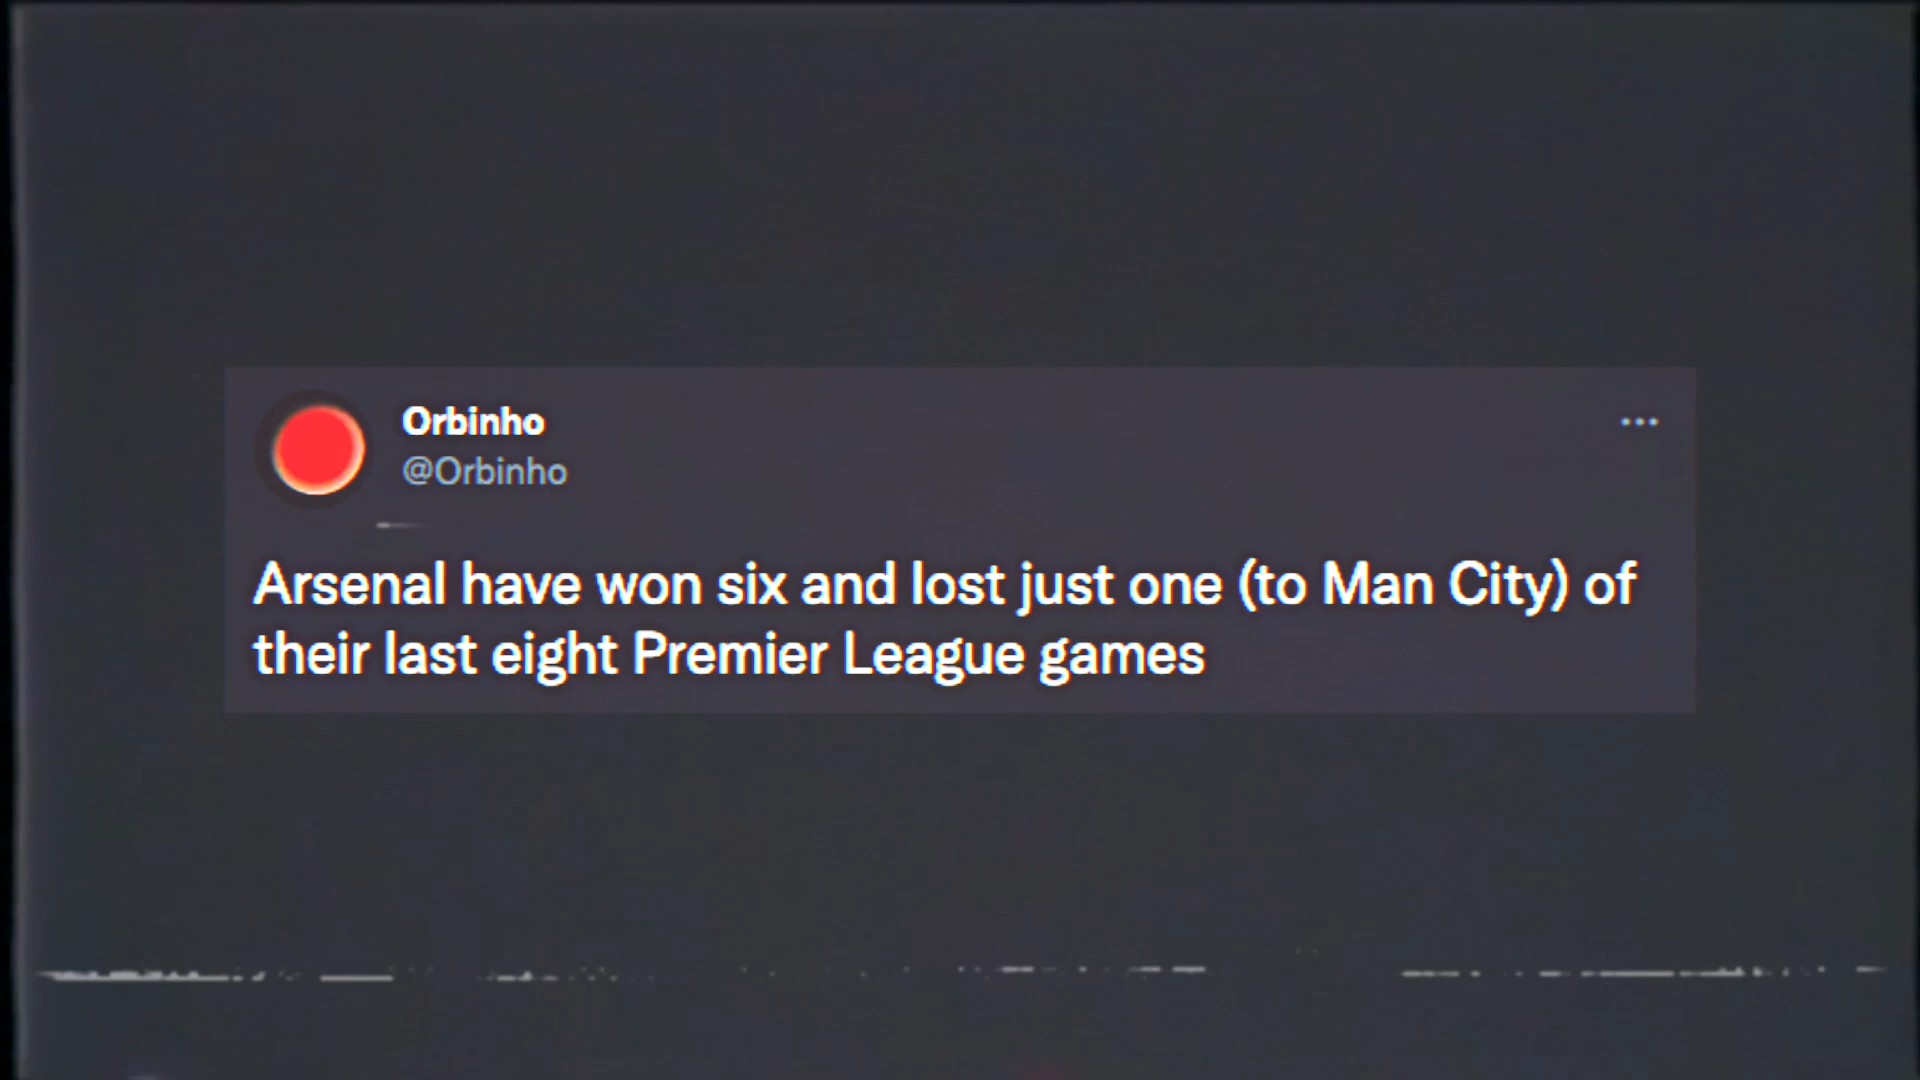 Orbinho
@Orbinho
Arsenal have won six and lost just one (to Man City) of
their last eight Premier League games